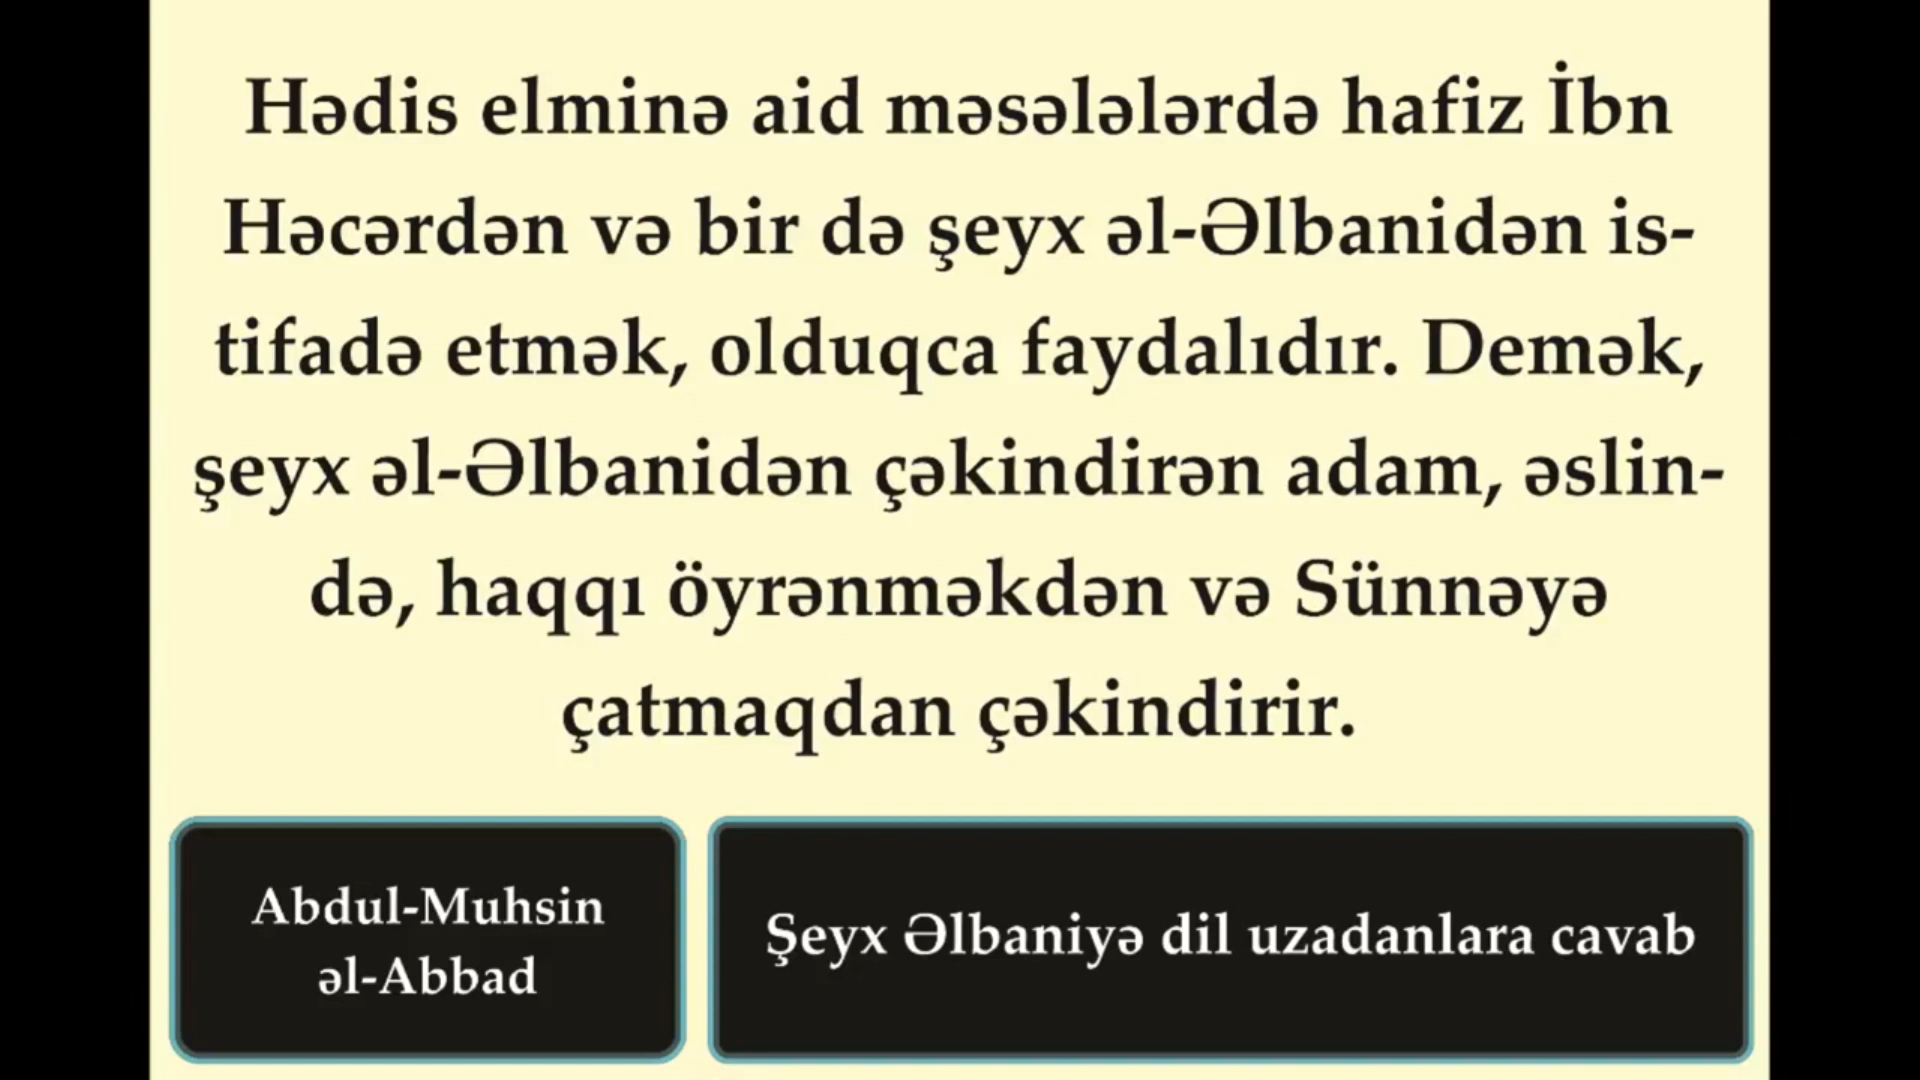 Hədis elminə aid məsələlərdə hafiz İbn
Həcərdən və bir də şeyx əl-Əlbanidən is-
tifadə etmək, olduqca faydalıdır. Demək,
şeyx əl-Əlbanidən çəkindirən adam, əslin-
də, haqqı öyrənməkdən və Sünnəyə
çatmaqdan çəkindirir.
Abdul-Muhsin
əl-Abbad
Şeyx Əlbaniyə dil uzadanlara cavab